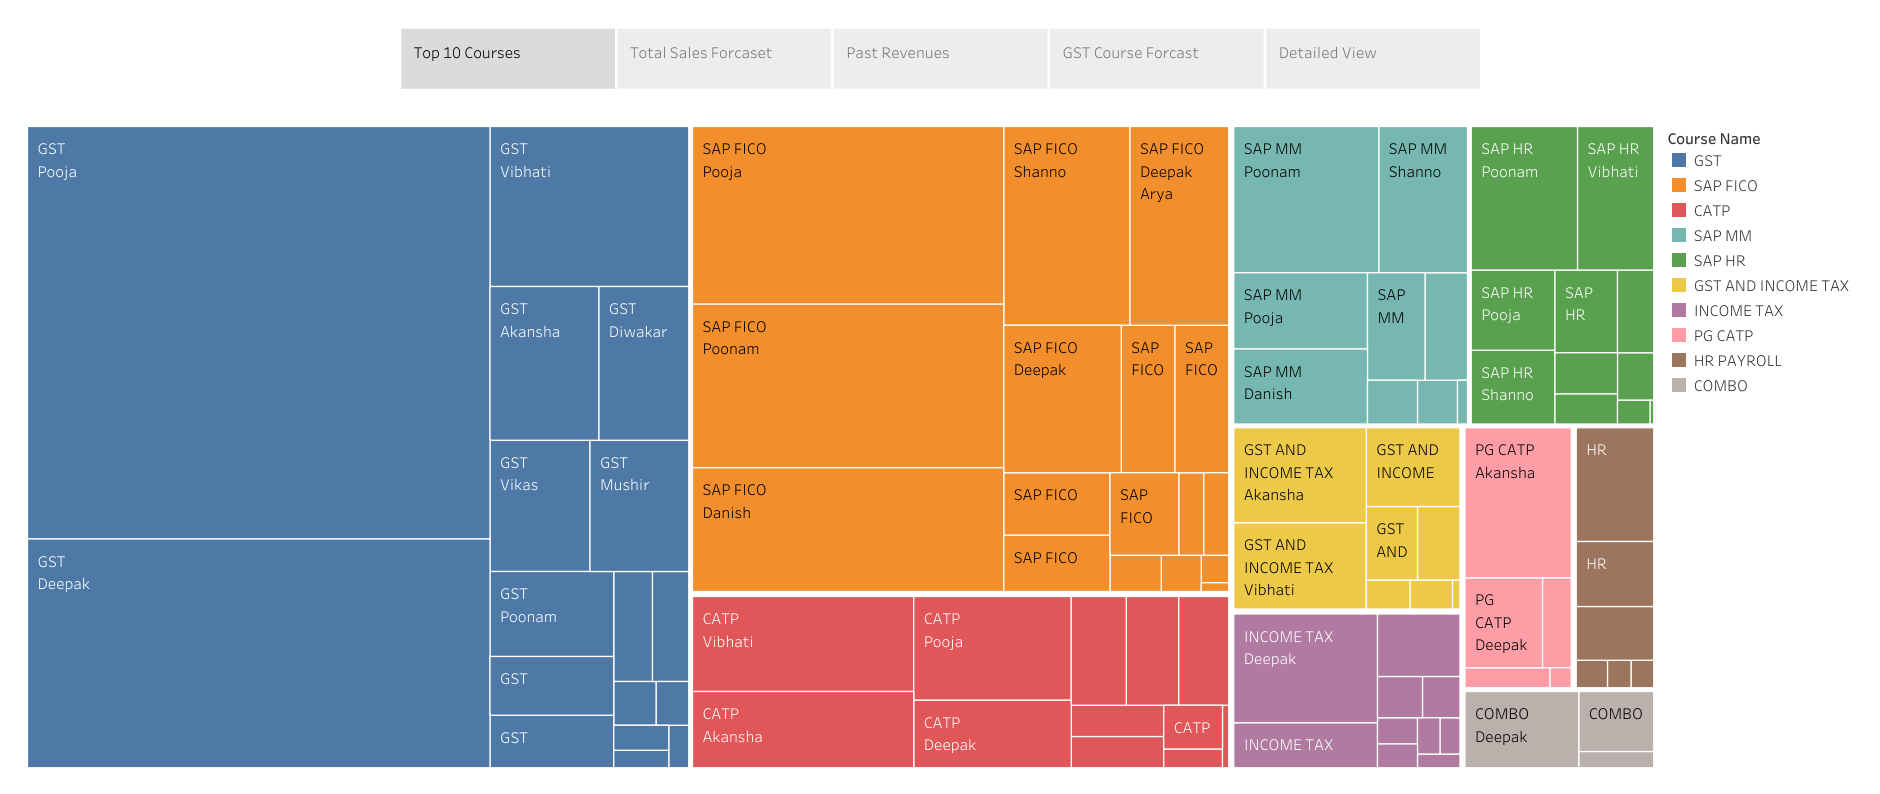 Top 10 Courses
Total Sales Forcaset
Past Revenues
GST Course Forcast
Detailed View
GST
Pooja
GST
Deepak
GST
Vibhati
GST
Akansha
GST
Diwakar
GST
Vikas
GST
Mushir
GST
Poonam
GST
GST
SAP FICO
Pooja
SAP FICO
Poonam
SAP FICO
Danish
SAP FICO
Shanno
SAP FICO
Deepak
Arya
SAP FICO
Deepak
SAP
FICO
SAP
FICO
SAP FICO
SAP
FICO
SAP FICO
CATP
Vibhati
CATP
Akansha
CATP
Pooja
CATP
Deepak
CATP
SAP MM
Poonam
SAP MM
Shanno
SAP MM
Pooja
SAP
MM
SAP MM
Danish
SAP HR
Poonam
SAP HR
Vibhati
SAP HR
Pooja
SAP
HR
SAP HR
Shanno
GST AND
INCOME TAX
Akansha
GST AND
INCOME
GST AND
INCOME TAX
Vibhati
GST
AND
INCOME TAX
Deepak
INCOME TAX
PG CATP
Akansha
PG
CATP
Deepak
HR
HR
COMBO
Deepak
COMBO
Course Name
GST
SAP FICO
CATP
SAP MM
SAP HR
GST AND INCOME TAX
INCOME TAX
PG CATP
HR PAYROLL
COMBO